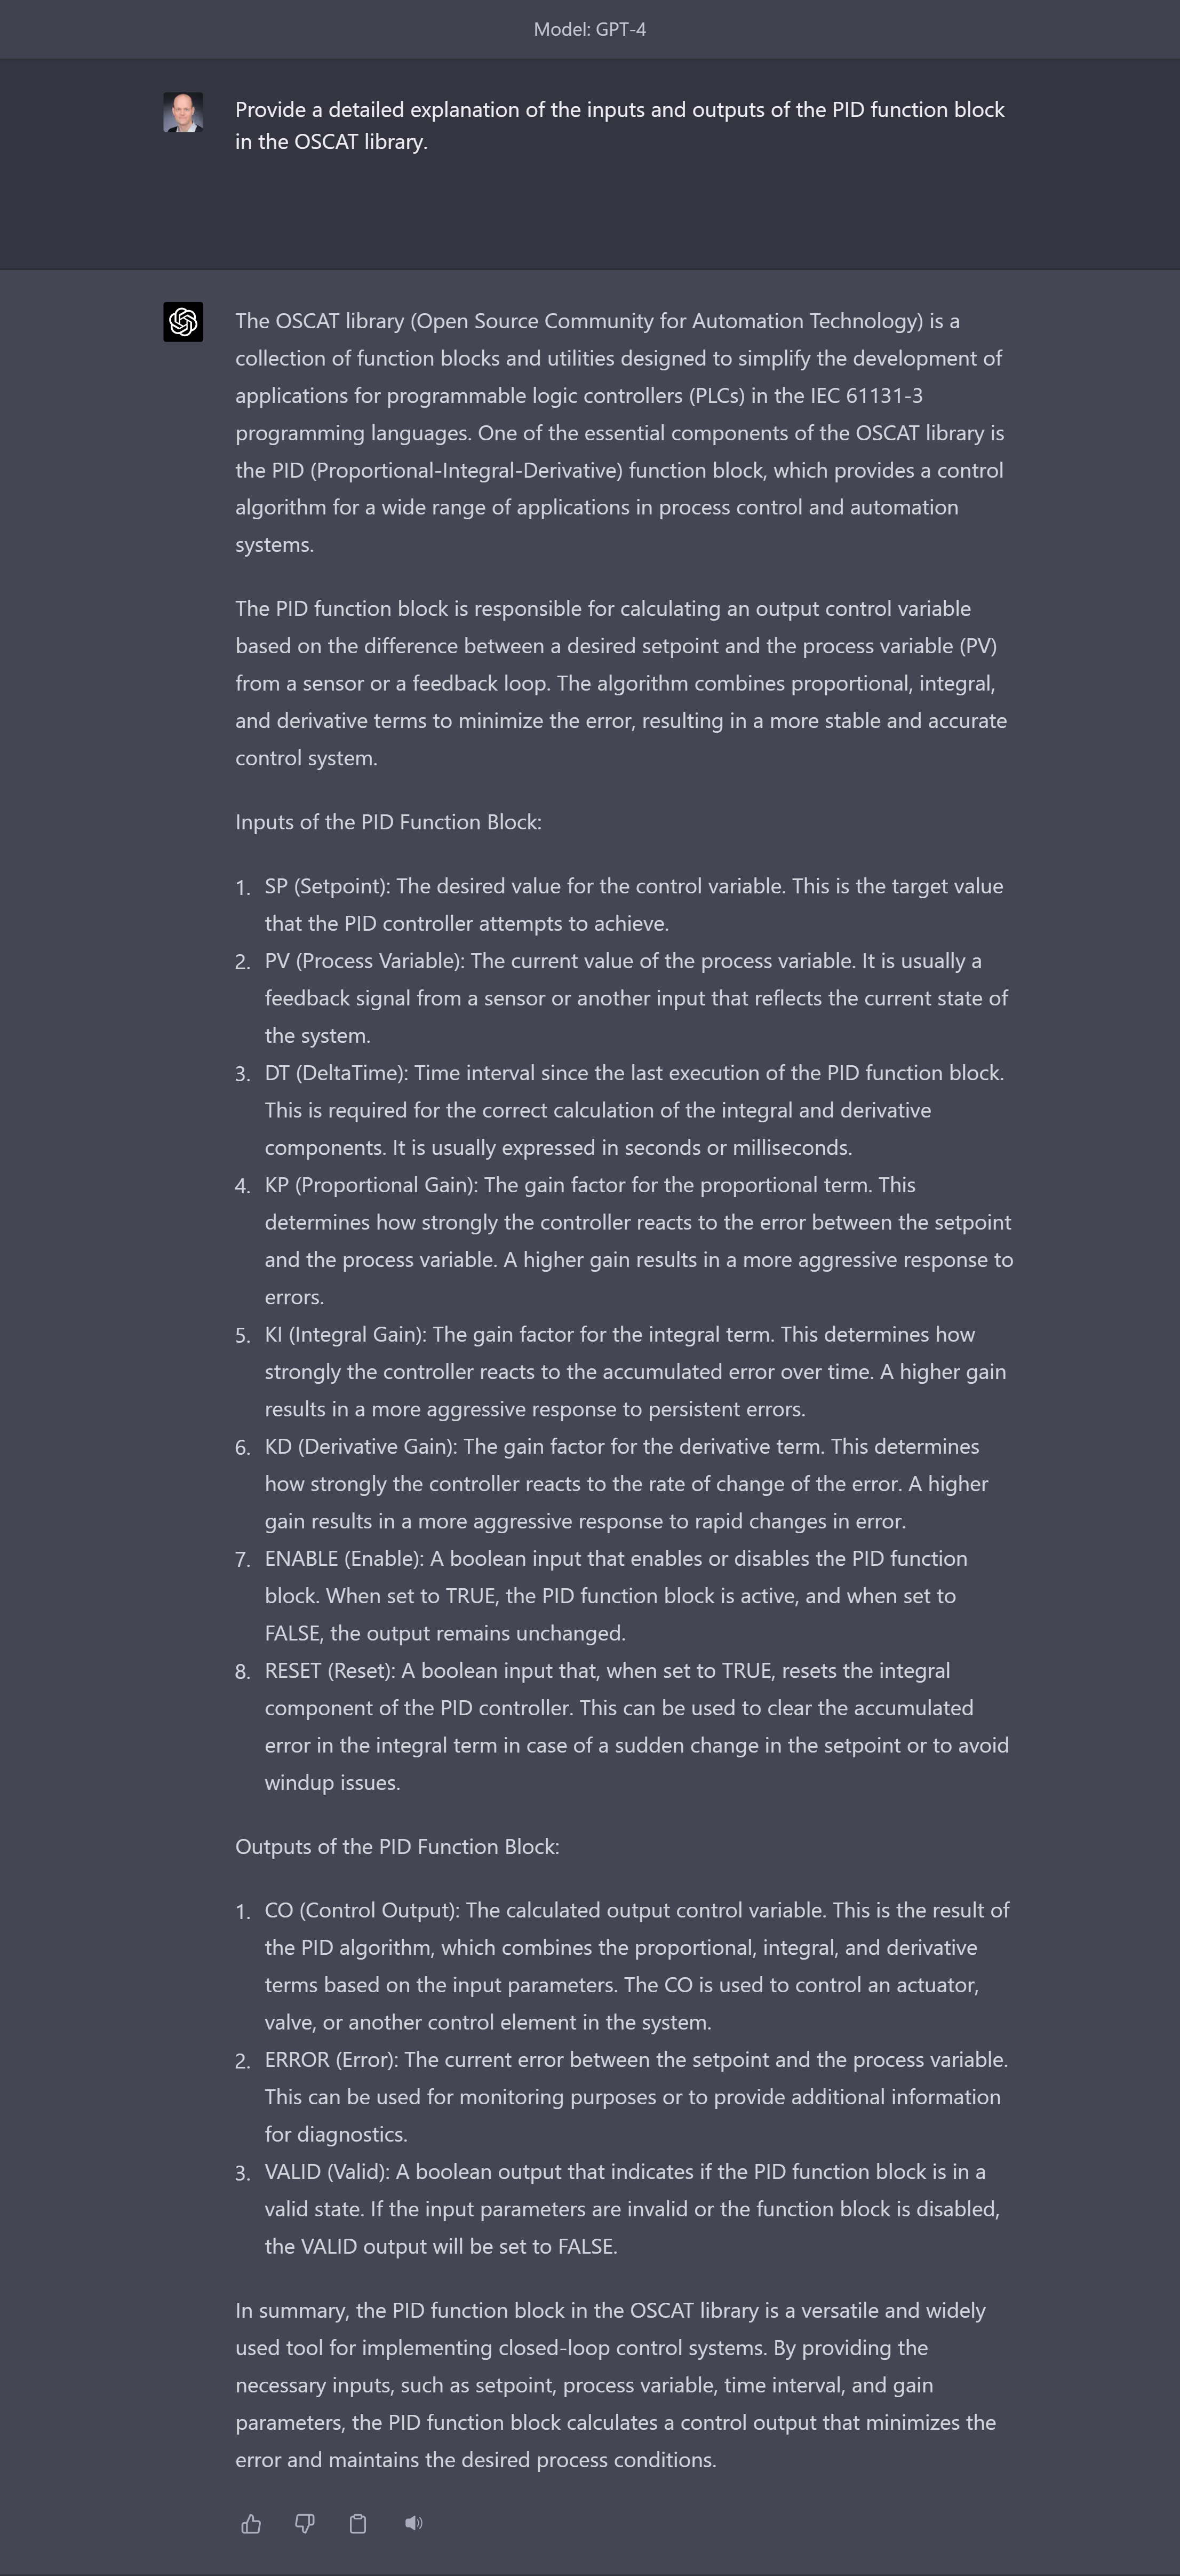 Model: GPT-4
Provide a detailed explanation of the inputs and outputs of the PID function block
in the OSCAT library.
The OSCAT library (Open Source Community for Automation Technology) is a
collection of function blocks and utilities designed to simplify the development of
applications for programmable logic controllers (PLCs) in the IEC 61131-3
programming languages. One of the essential components of the OSCAT library is
the PID (Proportional-Integral-Derivative) function block, which provides a control
algorithm for a wide range of applications in process control and automation
systems.
The PID function block is responsible for calculating an output control variable
based on the difference between a desired setpoint and the process variable (PV)
from a sensor or a feedback loop. The algorithm combines proportional, integral,
and derivative terms to minimize the error, resulting in a more stable and accurate
control system.
Inputs of the PID Function Block:
1. SP (Setpoint): The desired value for the control variable. This is the target value
that the PID controller attempts to achieve.
2. PV (Process Variable): The current value of the process variable. It is usually a
feedback signal from a sensor or another input that reflects the current state of
the system.
3. DT (DeltaTime): Time interval since the last execution of the PID function block.
This is required for the correct calculation of the integral and derivative
components. It is usually expressed in seconds or milliseconds.
4. KP (Proportional Gain): The gain factor for the proportional term. This
determines how strongly the controller reacts to the error between the setpoint
and the process variable. A higher gain results in a more aggressive response to
errors.
5. KI (Integral Gain): The gain factor for the integral term. This determines how
strongly the controller reacts to the accumulated error over time. A higher gain
results in a more aggressive response to persistent errors.
6. KD (Derivative Gain): The gain factor for the derivative term. This determines
how strongly the controller reacts to the rate of change of the error. A higher
gain results in a more aggressive response to rapid changes in error.
7. ENABLE (Enable): A boolean input that enables or disables the PID function
block. When set to TRUE, the PID function block is active, and when set to
FALSE, the output remains unchanged.
8. RESET (Reset): A boolean input that, when set to TRUE, resets the integral
component of the PID controller. This can be used to clear the accumulated
error in the integral term in case of a sudden change in the setpoint or to avoid
windup issues.
Outputs of the PID Function Block:
1. CO (Control Output): The calculated output control variable. This is the result of
the PID algorithm, which combines the proportional, integral, and derivative
terms based on the input parameters. The CO is used to control an actuator,
valve, or another control element in the system.
2. ERROR (Error): The current error between the setpoint and the process variable.
This can be used for monitoring purposes or to provide additional information
for diagnostics.
3. VALID (Valid): A boolean output that indicates if the PID function block is in a
valid state. If the input parameters are invalid or the function block is disabled,
the VALID output will be set to FALSE.
In summary, the PID function block in the OSCAT library is a versatile and widely
used tool for implementing closed-loop control systems. By providing the
necessary inputs, such as setpoint, process variable, time interval, and gain
parameters, the PID function block calculates a control output that minimizes the
error and maintains the desired process conditions.